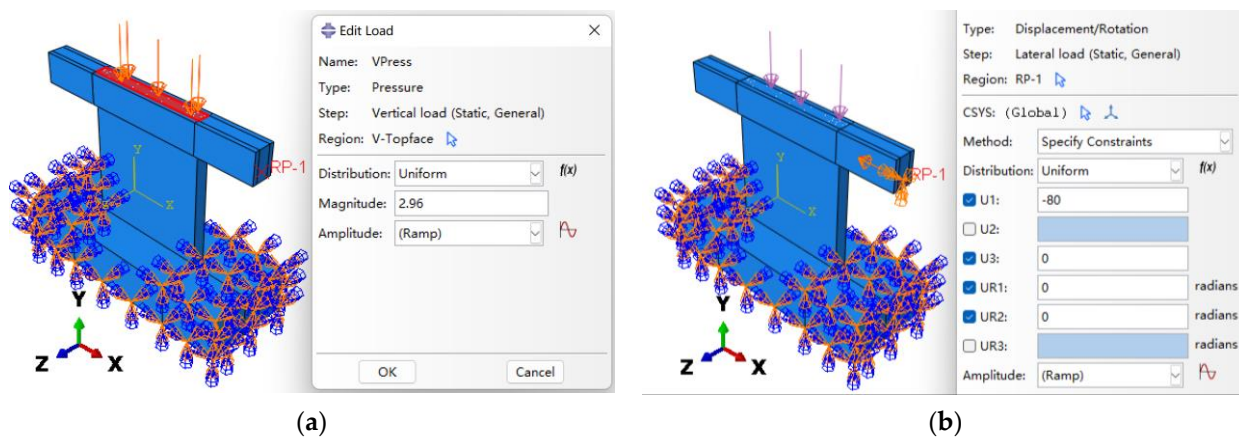 Edit Load
Name: VPress
Type: Pressure
Step: Vertical load (Static, General)
Region: V-Topface
Distribution: Uniform f(x)
Magnitude: 2.96
Amplitude: (Ramp)
OK Cancel
RP-1
Y
X
Y
Z X
(a)
Type: Displacement/Rotation
Step: Lateral load (Static, General)
Region: RP-1
CSYS: (Global)
Method: Specify Constraints
Distribution: Uniform f(x)
U1: -80
U2:
U3: 0
UR1: 0 radians
UR2: 0 radians
UR3: radians
Amplitude: (Ramp)
RP-1
Y
X
Y
Z X
(b)